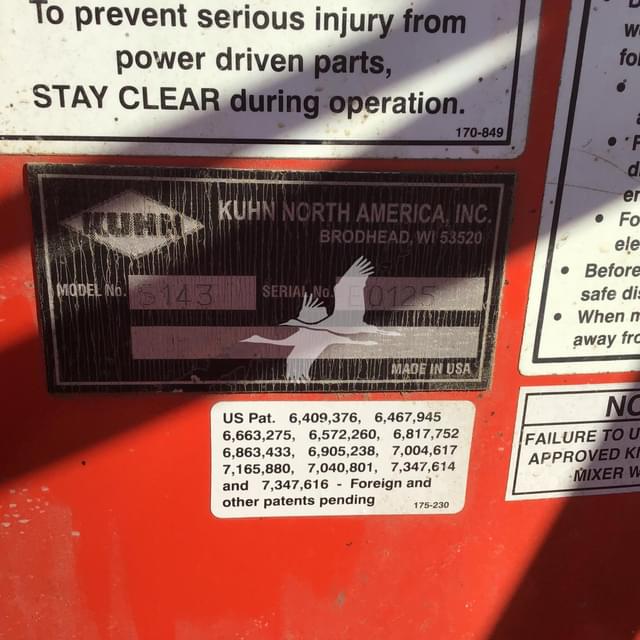 To prevent serious injury from
power driven parts,
STAY CLEAR during operation.
170-849
KUHN
KUHN NORTH AMERICA, INC.
BRODHEAD, WI 53520
MODEL No. S143 SERIAL No. E0125
MADE IN USA
US Pat. 6,409,376, 6,467,945
6,663,275, 6,572,260, 6,817,752
6,863,433, 6,905,238, 7,004,617
7,165,880, 7,040,801, 7,347,614
and 7,347,616 - Foreign and
other patents pending
175-230
• Before
safe dis
• When m
away fro
FAILURE TO U
APPROVED KN
MIXER W